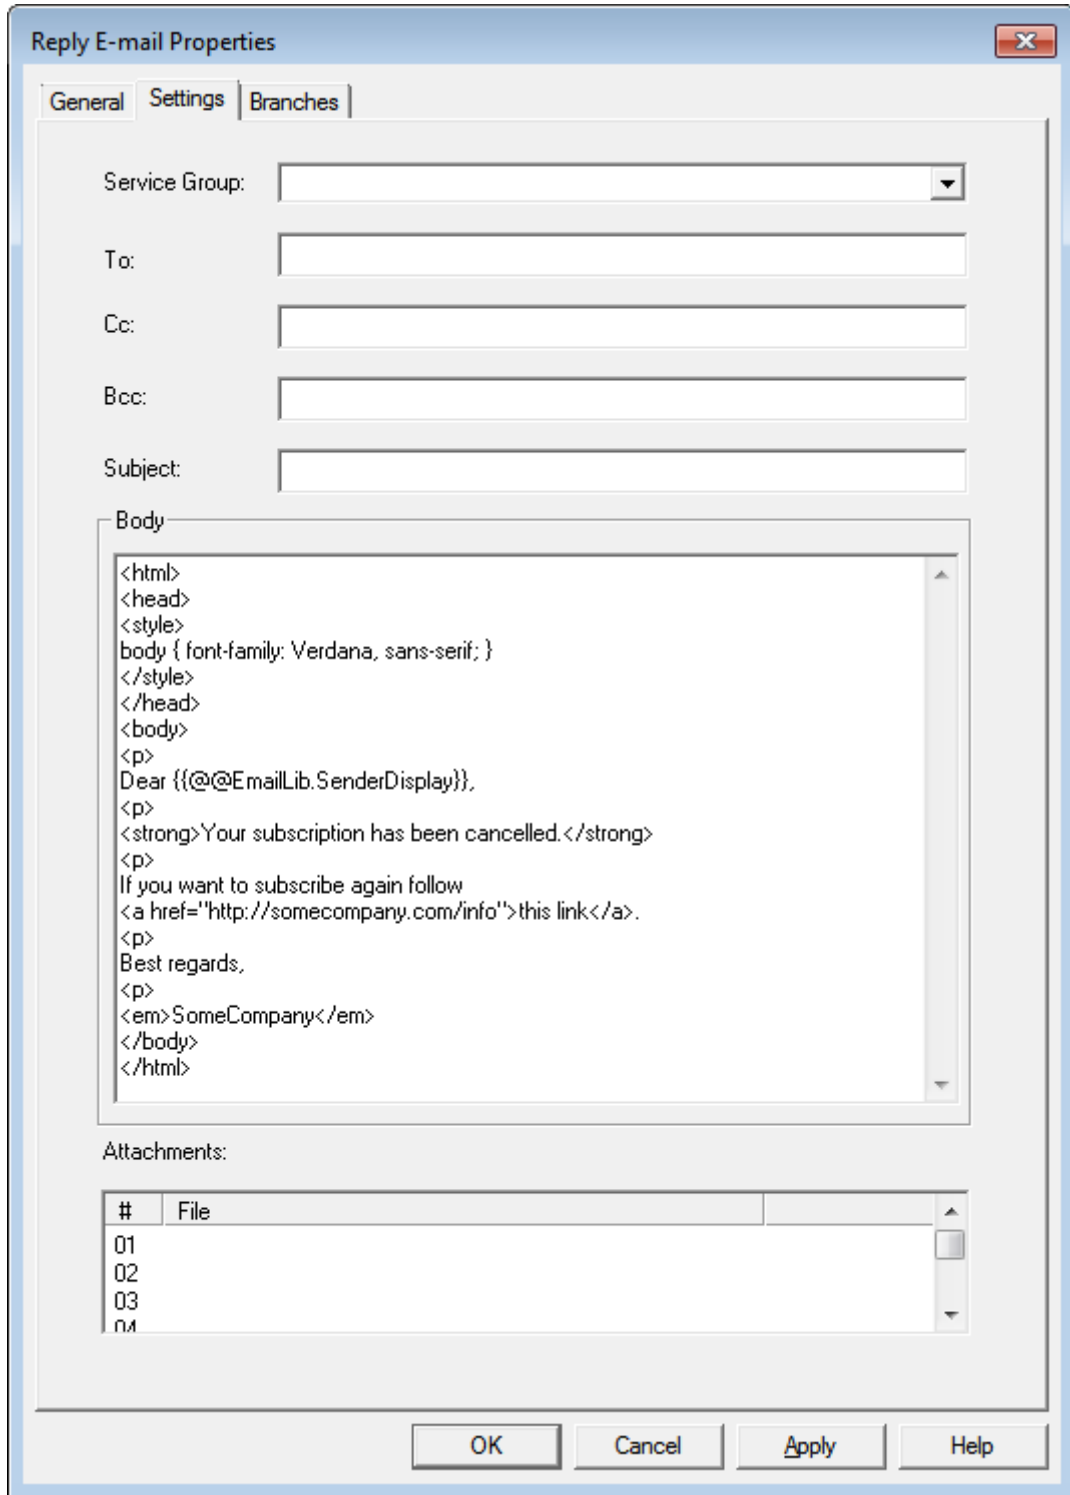 Reply E-mail Properties
General Settings Branches
Service Group:
To:
Cc:
Bcc:
Subject:
Body
<html>
<head>
<style>
body { font-family: Verdana, sans-serif; }
</style>
</head>
<body>
<p>
Dear {{@@EmailLib.SenderDisplay}},
<p>
<strong>Your subscription has been cancelled.</strong>
<p>
If you want to subscribe again follow
<a href="http://somecompany.com/info">this link</a>.
<p>
Best regards,
<p>
<em>SomeCompany</em>
</body>
</html>
Attachments:
# File
01
02
03
04
OK Cancel Apply Help